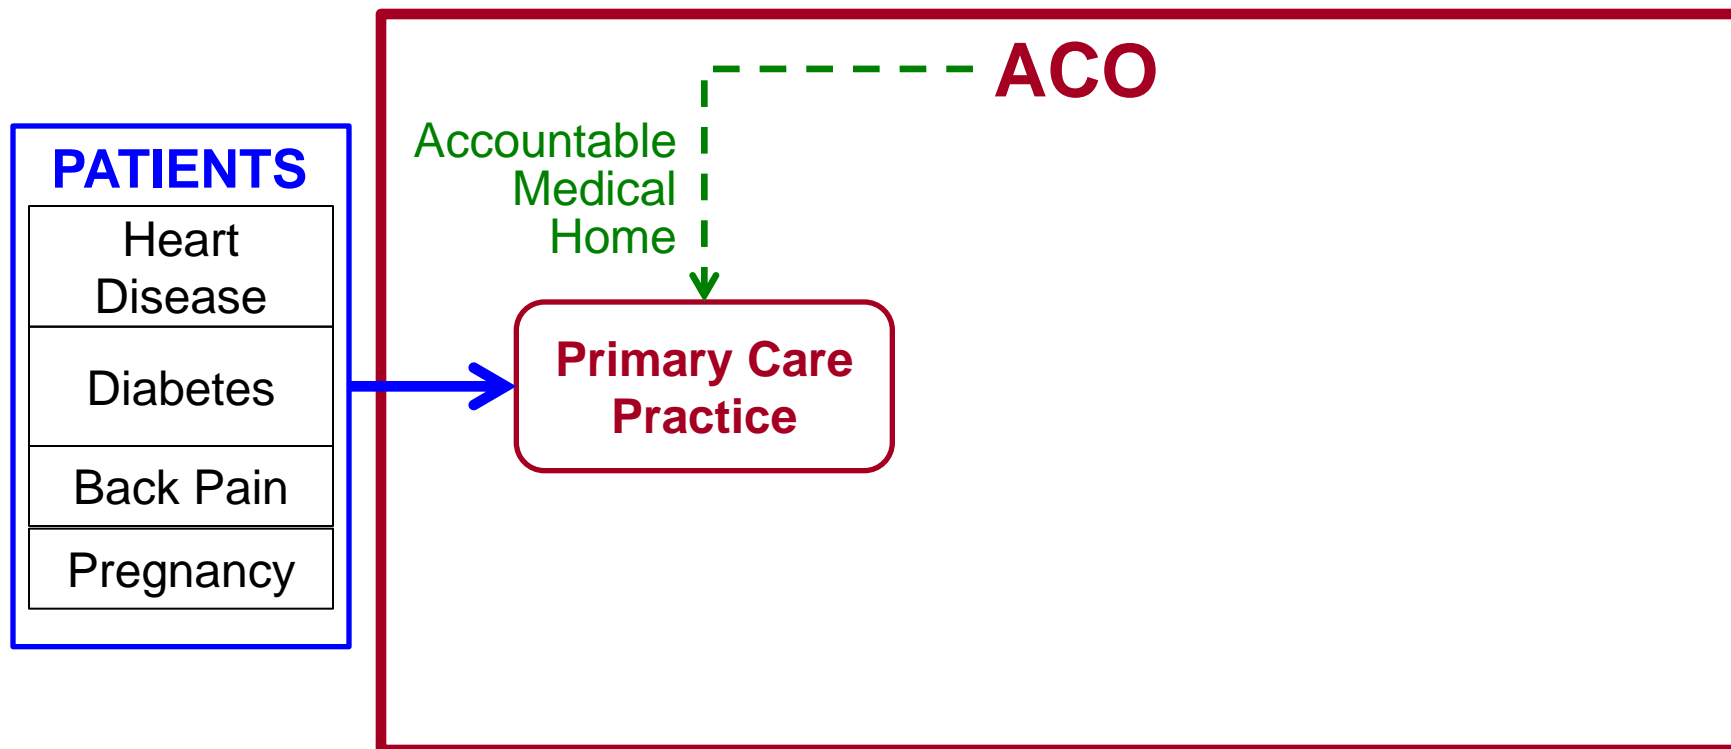 ACO
Accountable
Medical
Home
PATIENTS
Heart
Disease
Diabetes
Back Pain
Pregnancy
Primary Care
Practice